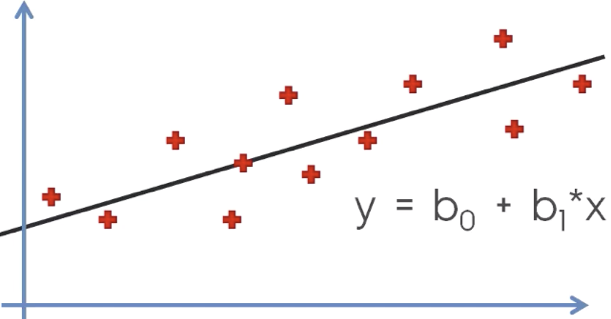 y = b₀ + b₁*x